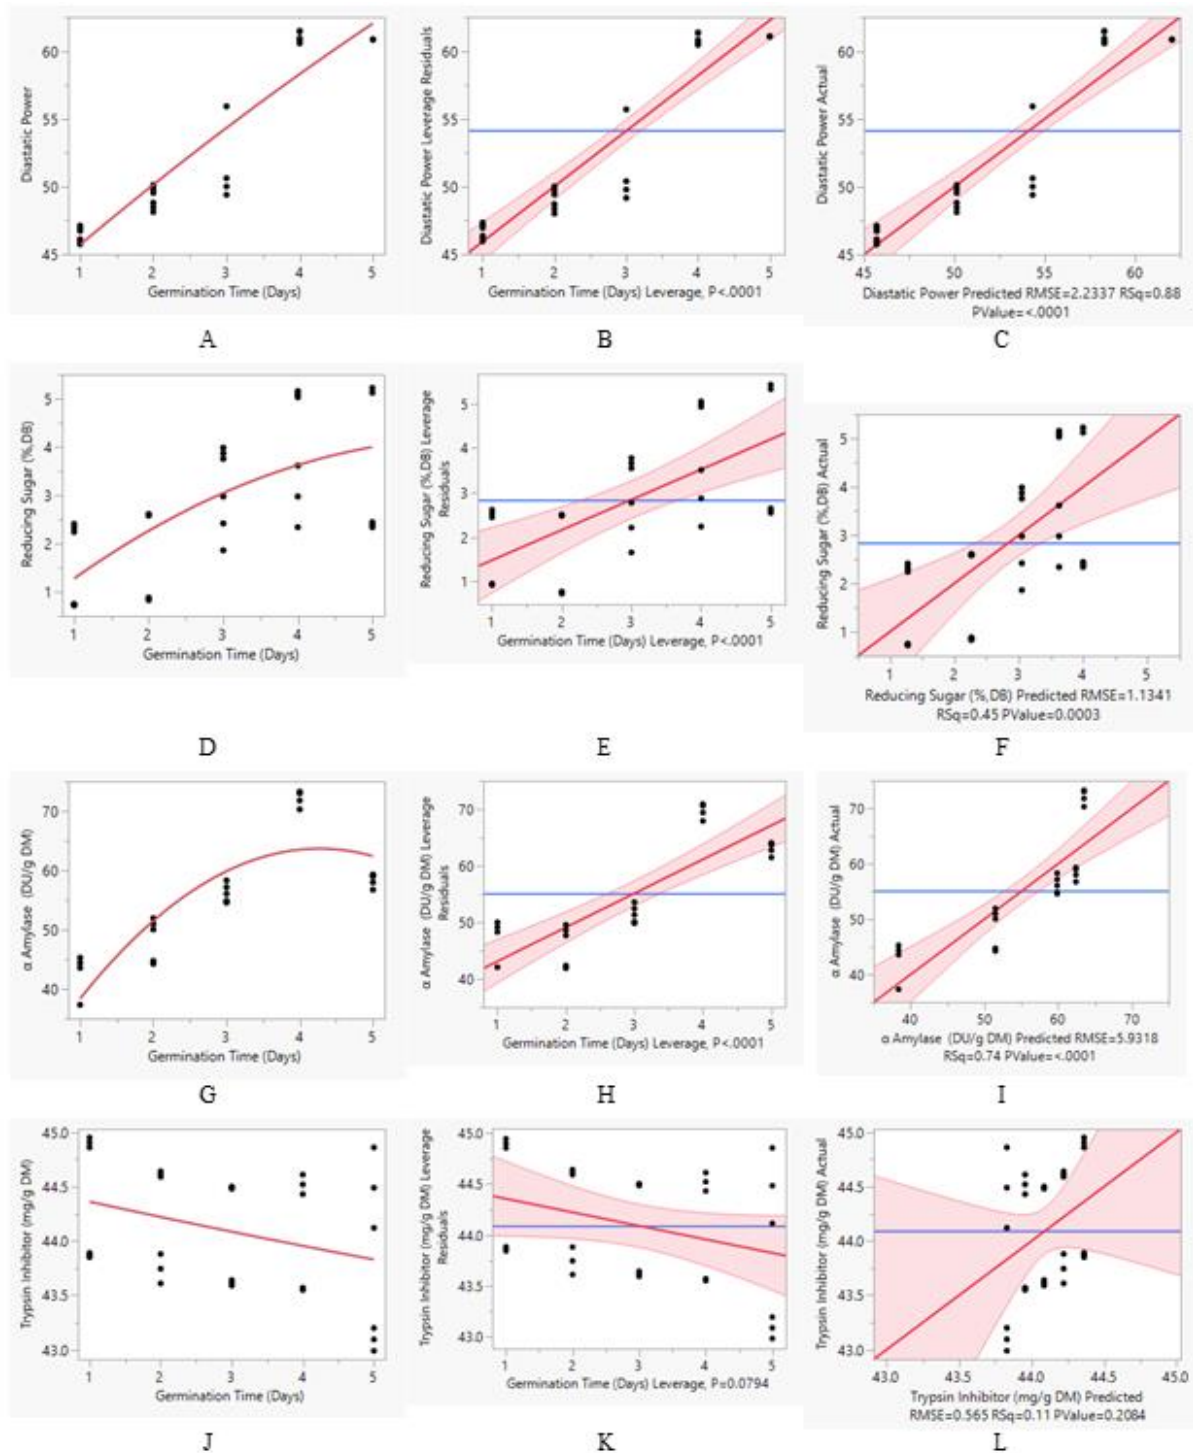 Diastatic Power
60
55
50
45
1 2 3 4 5
Germination Time (Days)
A
Diastatic Power Leverage Residuals
60
55
50
45
1 2 3 4 5
Germination Time (Days) Leverage, P<.0001
B
Diastatic Power Actual
60
55
50
45
45 50 55 60
Diastatic Power Predicted RMSE=2.2337 RSq=0.88
PValue=<.0001
C
Reducing Sugar (%,DB)
5
4
3
2
1
1 2 3 4 5
Germination Time (Days)
D
Reducing Sugar (%,DB) Leverage
Residuals
5
4
3
2
1
1 2 3 4 5
Germination Time (Days) Leverage, P<.0001
E
Reducing Sugar (%,DB) Actual
5
4
3
2
1
1 2 3 4 5
Reducing Sugar (%,DB) Predicted RMSE=1.1341
RSq=0.45 PValue=0.0003
F
α Amylase (DU/g DM)
70
60
50
40
1 2 3 4 5
Germination Time (Days)
G
α Amylase (DU/g DM) Leverage
Residuals
70
60
50
40
1 2 3 4 5
Germination Time (Days) Leverage, P<.0001
H
α Amylase (DU/g DM) Actual
70
60
50
40
40 50 60 70
α Amylase (DU/g DM) Predicted RMSE=5.9318
RSq=0.74 PValue=<.0001
I
Trypsin Inhibitor (mg/g DM)
45.0
44.5
44.0
43.5
43.0
1 2 3 4 5
Germination Time (Days)
J
Trypsin Inhibitor (mg/g DM) Leverage
Residuals
45.0
44.5
44.0
43.5
43.0
1 2 3 4 5
Germination Time (Days) Leverage, P=0.0794
K
Trypsin Inhibitor (mg/g DM) Actual
45.0
44.5
44.0
43.5
43.0
43.0 43.5 44.0 44.5 45.0
Trypsin Inhibitor (mg/g DM) Predicted
RMSE=0.565 RSq=0.11 PValue=0.2084
L